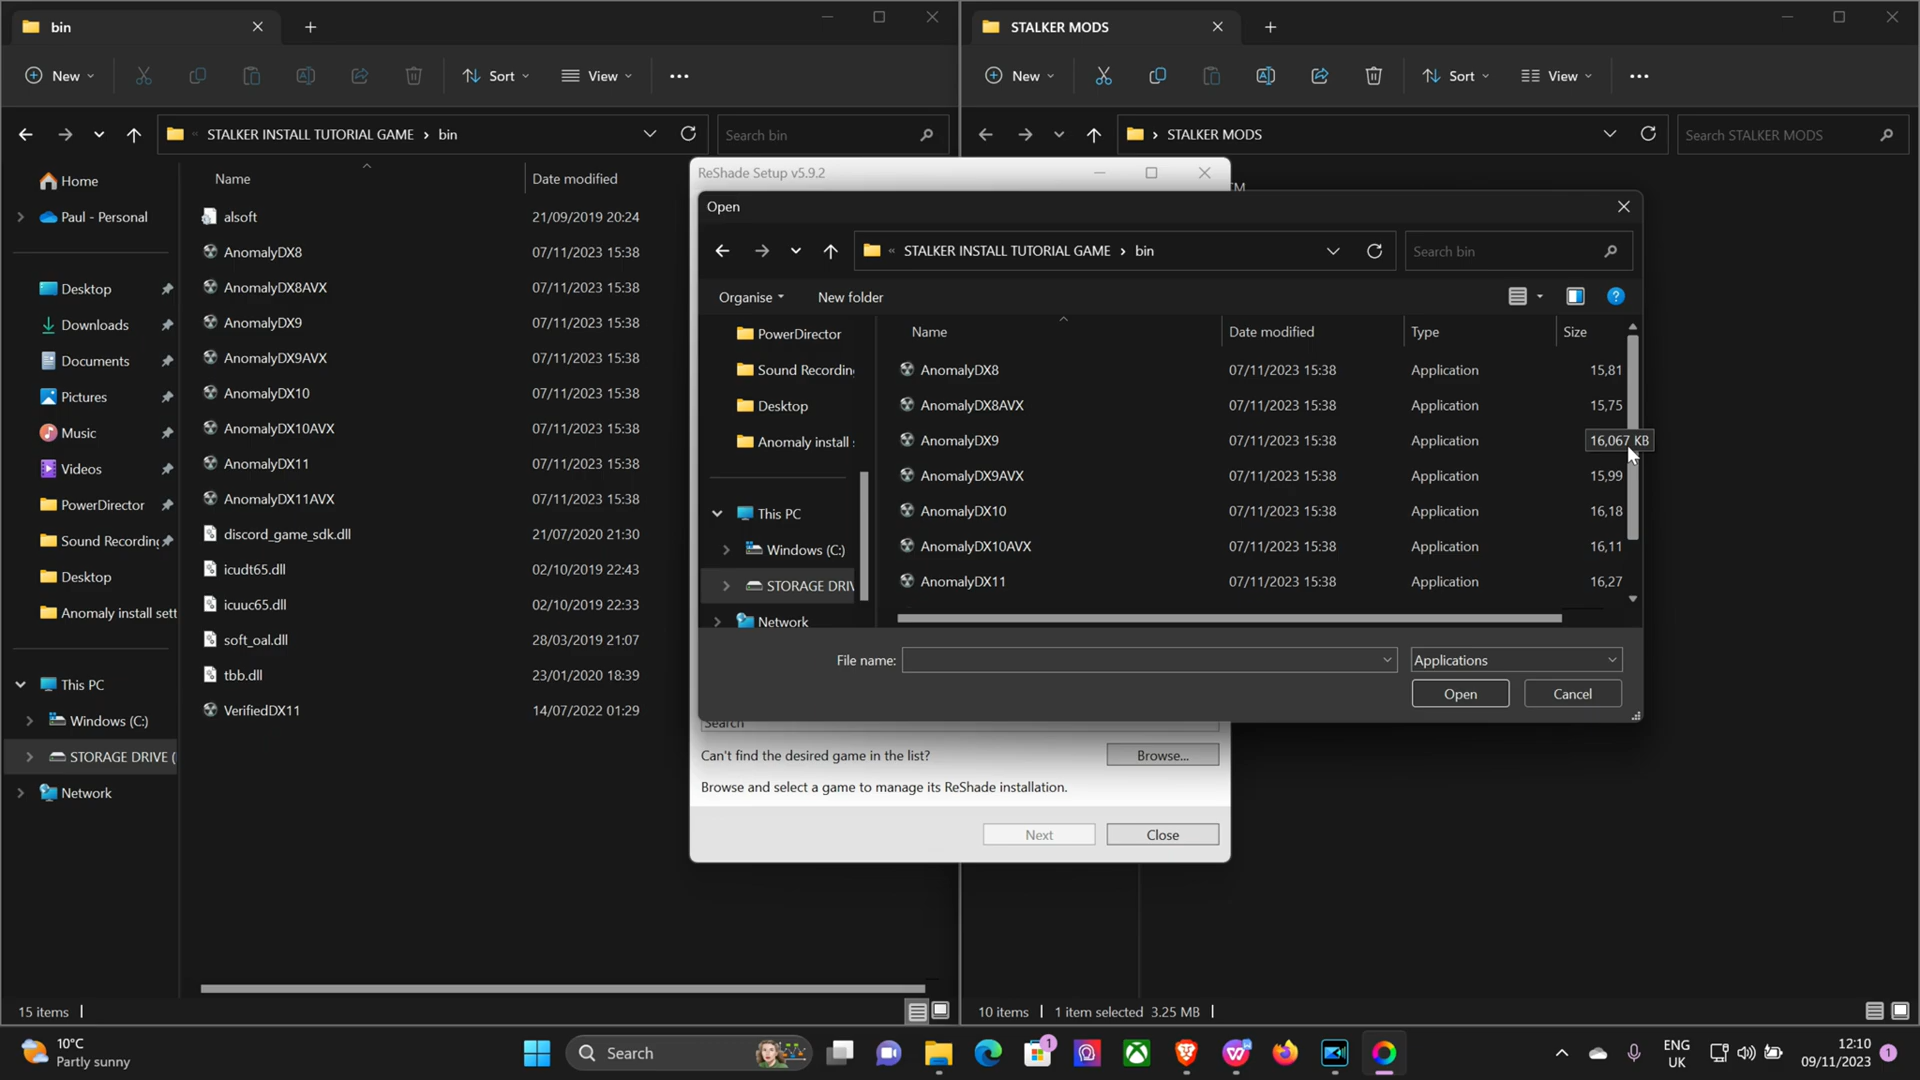 bin
New
Sort
View
STALKER INSTALL TUTORIAL GAME > bin
Search bin
Home
Paul - Personal
Desktop
Downloads
Documents
Pictures
Music
Videos
PowerDirector
Sound Recording
Desktop
Anomaly install sett
This PC
Windows (C:)
STORAGE DRIVE (
Network
Name Date modified
alsoft 21/09/2019 20:24
AnomalyDX8 07/11/2023 15:38
AnomalyDX8AVX 07/11/2023 15:38
AnomalyDX9 07/11/2023 15:38
AnomalyDX9AVX 07/11/2023 15:38
AnomalyDX10 07/11/2023 15:38
AnomalyDX10AVX 07/11/2023 15:38
AnomalyDX11 07/11/2023 15:38
AnomalyDX11AVX 07/11/2023 15:38
discord_game_sdk.dll 21/07/2020 21:30
icudt65.dll 02/10/2019 22:43
icuuc65.dll 02/10/2019 22:33
soft_oal.dll 28/03/2019 21:07
tbb.dll 23/01/2020 18:39
VerifiedDX11 14/07/2022 01:29
15 items
STALKER MODS
New
Sort
View
> STALKER MODS
Search STALKER MODS
ReShade Setup v5.9.2
Open
« STALKER INSTALL TUTORIAL GAME > bin
Search bin
Organise
New folder
PowerDirector
Sound Recording
Desktop
Anomaly install s
This PC
Windows (C:)
STORAGE DRIV
Network
Name Date modified Type Size
AnomalyDX8 07/11/2023 15:38 Application 15,81
AnomalyDX8AVX 07/11/2023 15:38 Application 15,75
AnomalyDX9 07/11/2023 15:38 Application 16,067 KB
AnomalyDX9AVX 07/11/2023 15:38 Application 15,99
AnomalyDX10 07/11/2023 15:38 Application 16,18
AnomalyDX10AVX 07/11/2023 15:38 Application 16,11
AnomalyDX11 07/11/2023 15:38 Application 16,27
File name:
Applications
Open
Cancel
Search
Can't find the desired game in the list?
Browse...
Browse and select a game to manage its ReShade installation.
Next
Close
10 items
1 item selected 3.25 MB
10°C
Partly sunny
Search
1
ENG
UK
12:10
09/11/2023
1